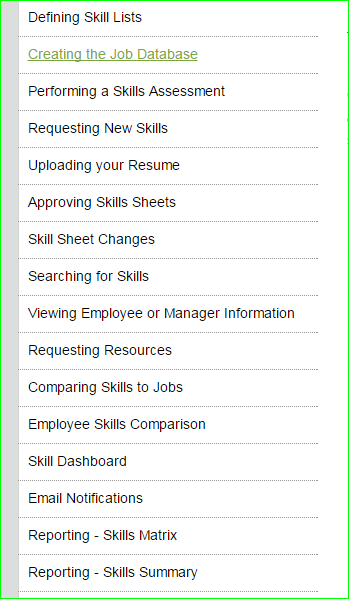 Defining Skill Lists
Creating the Job Database
Performing a Skills Assessment
Requesting New Skills
Uploading your Resume
Approving Skills Sheets
Skill Sheet Changes
Searching for Skills
Viewing Employee or Manager Information
Requesting Resources
Comparing Skills to Jobs
Employee Skills Comparison
Skill Dashboard
Email Notifications
Reporting - Skills Matrix
Reporting - Skills Summary